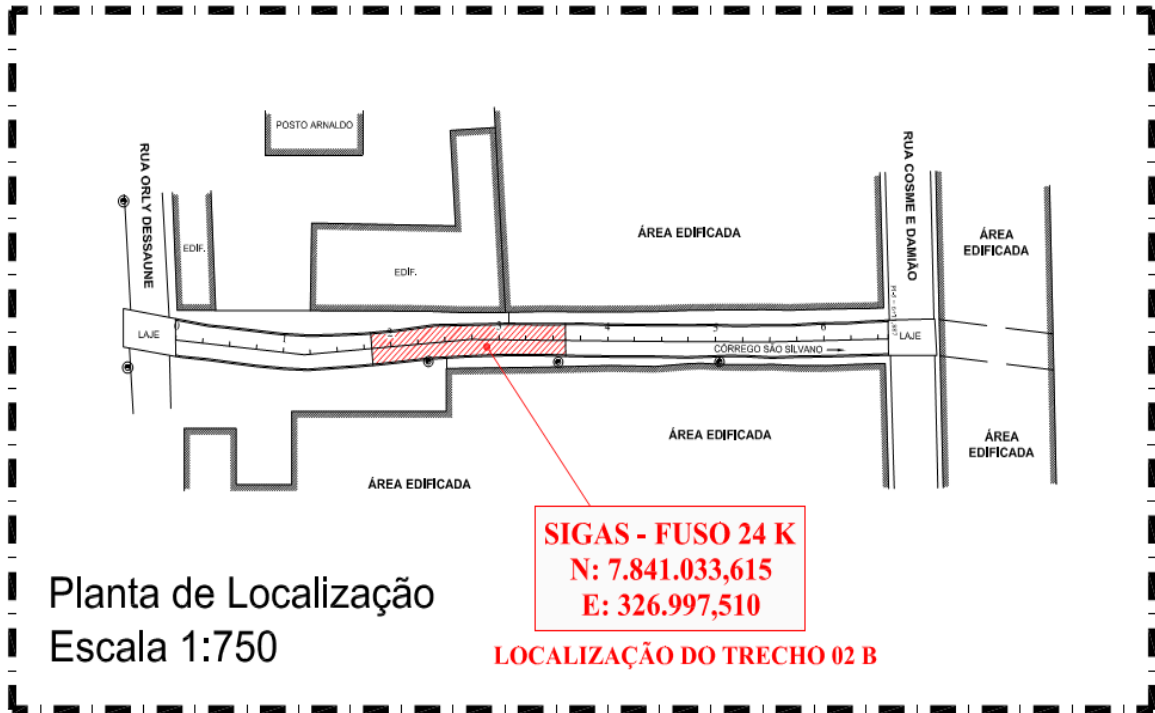 POSTO ARNALDO
RUA ORLY DESSAUNE
RUA COSME E DAMIÃO
EDIF.
EDIF.
ÁREA EDIFICADA
ÁREA
EDIFICADA
LAJE
0
1
2
3
4
5
6
LAJE
CÓRREGO SÃO SILVANO
ÁREA EDIFICADA
ÁREA
EDIFICADA
ÁREA EDIFICADA
SIGAS - FUSO 24 K
N: 7.841.033,615
E: 326.997,510
LOCALIZAÇÃO DO TRECHO 02 B
Planta de Localização
Escala 1:750